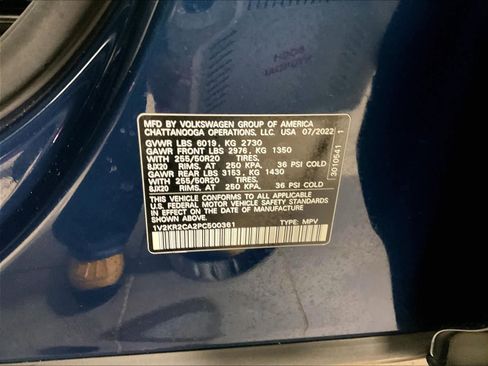 MFD BY VOLKSWAGEN GROUP OF AMERICA
CHATTANOOGA OPERATIONS, LLC. USA 07/2022 1
GVWR LBS 6019, KG 2730
GAWR FRONT LBS 2976, KG 1350
WITH 255/50R20 TIRES,
8JX20 RIMS, AT 250 KPA, 36 PSI COLD
GAWR REAR LBS 3153, KG 1430
WITH 255/50R20 TIRES,
8JX20 RIMS, AT 250 KPA, 36 PSI COLD
THIS VEHICLE CONFORMS TO ALL APPLICABLE
U.S. FEDERAL MOTOR VEHICLE SAFETY STANDARDS
IN EFFECT ON THE DATE OF MANUFACTURE
SHOWN ABOVE
1V2KR2CA2PC500361 TYPE: MPV
3010541